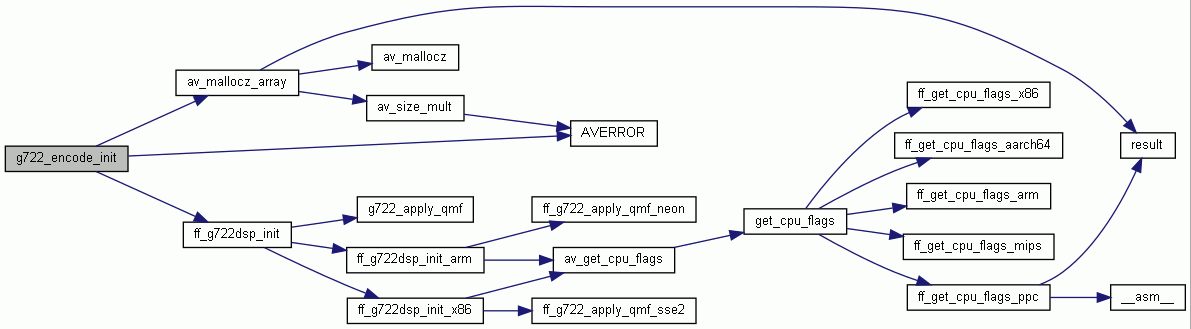 g722_encode_init
av_mallocz_array
av_mallocz
av_size_mult
AVERROR
ff_g722dsp_init
g722_apply_qmf
ff_g722dsp_init_arm
ff_g722dsp_init_x86
ff_g722_apply_qmf_neon
av_get_cpu_flags
ff_g722_apply_qmf_sse2
get_cpu_flags
ff_get_cpu_flags_x86
ff_get_cpu_flags_aarch64
ff_get_cpu_flags_arm
ff_get_cpu_flags_mips
ff_get_cpu_flags_ppc
result
__asm__